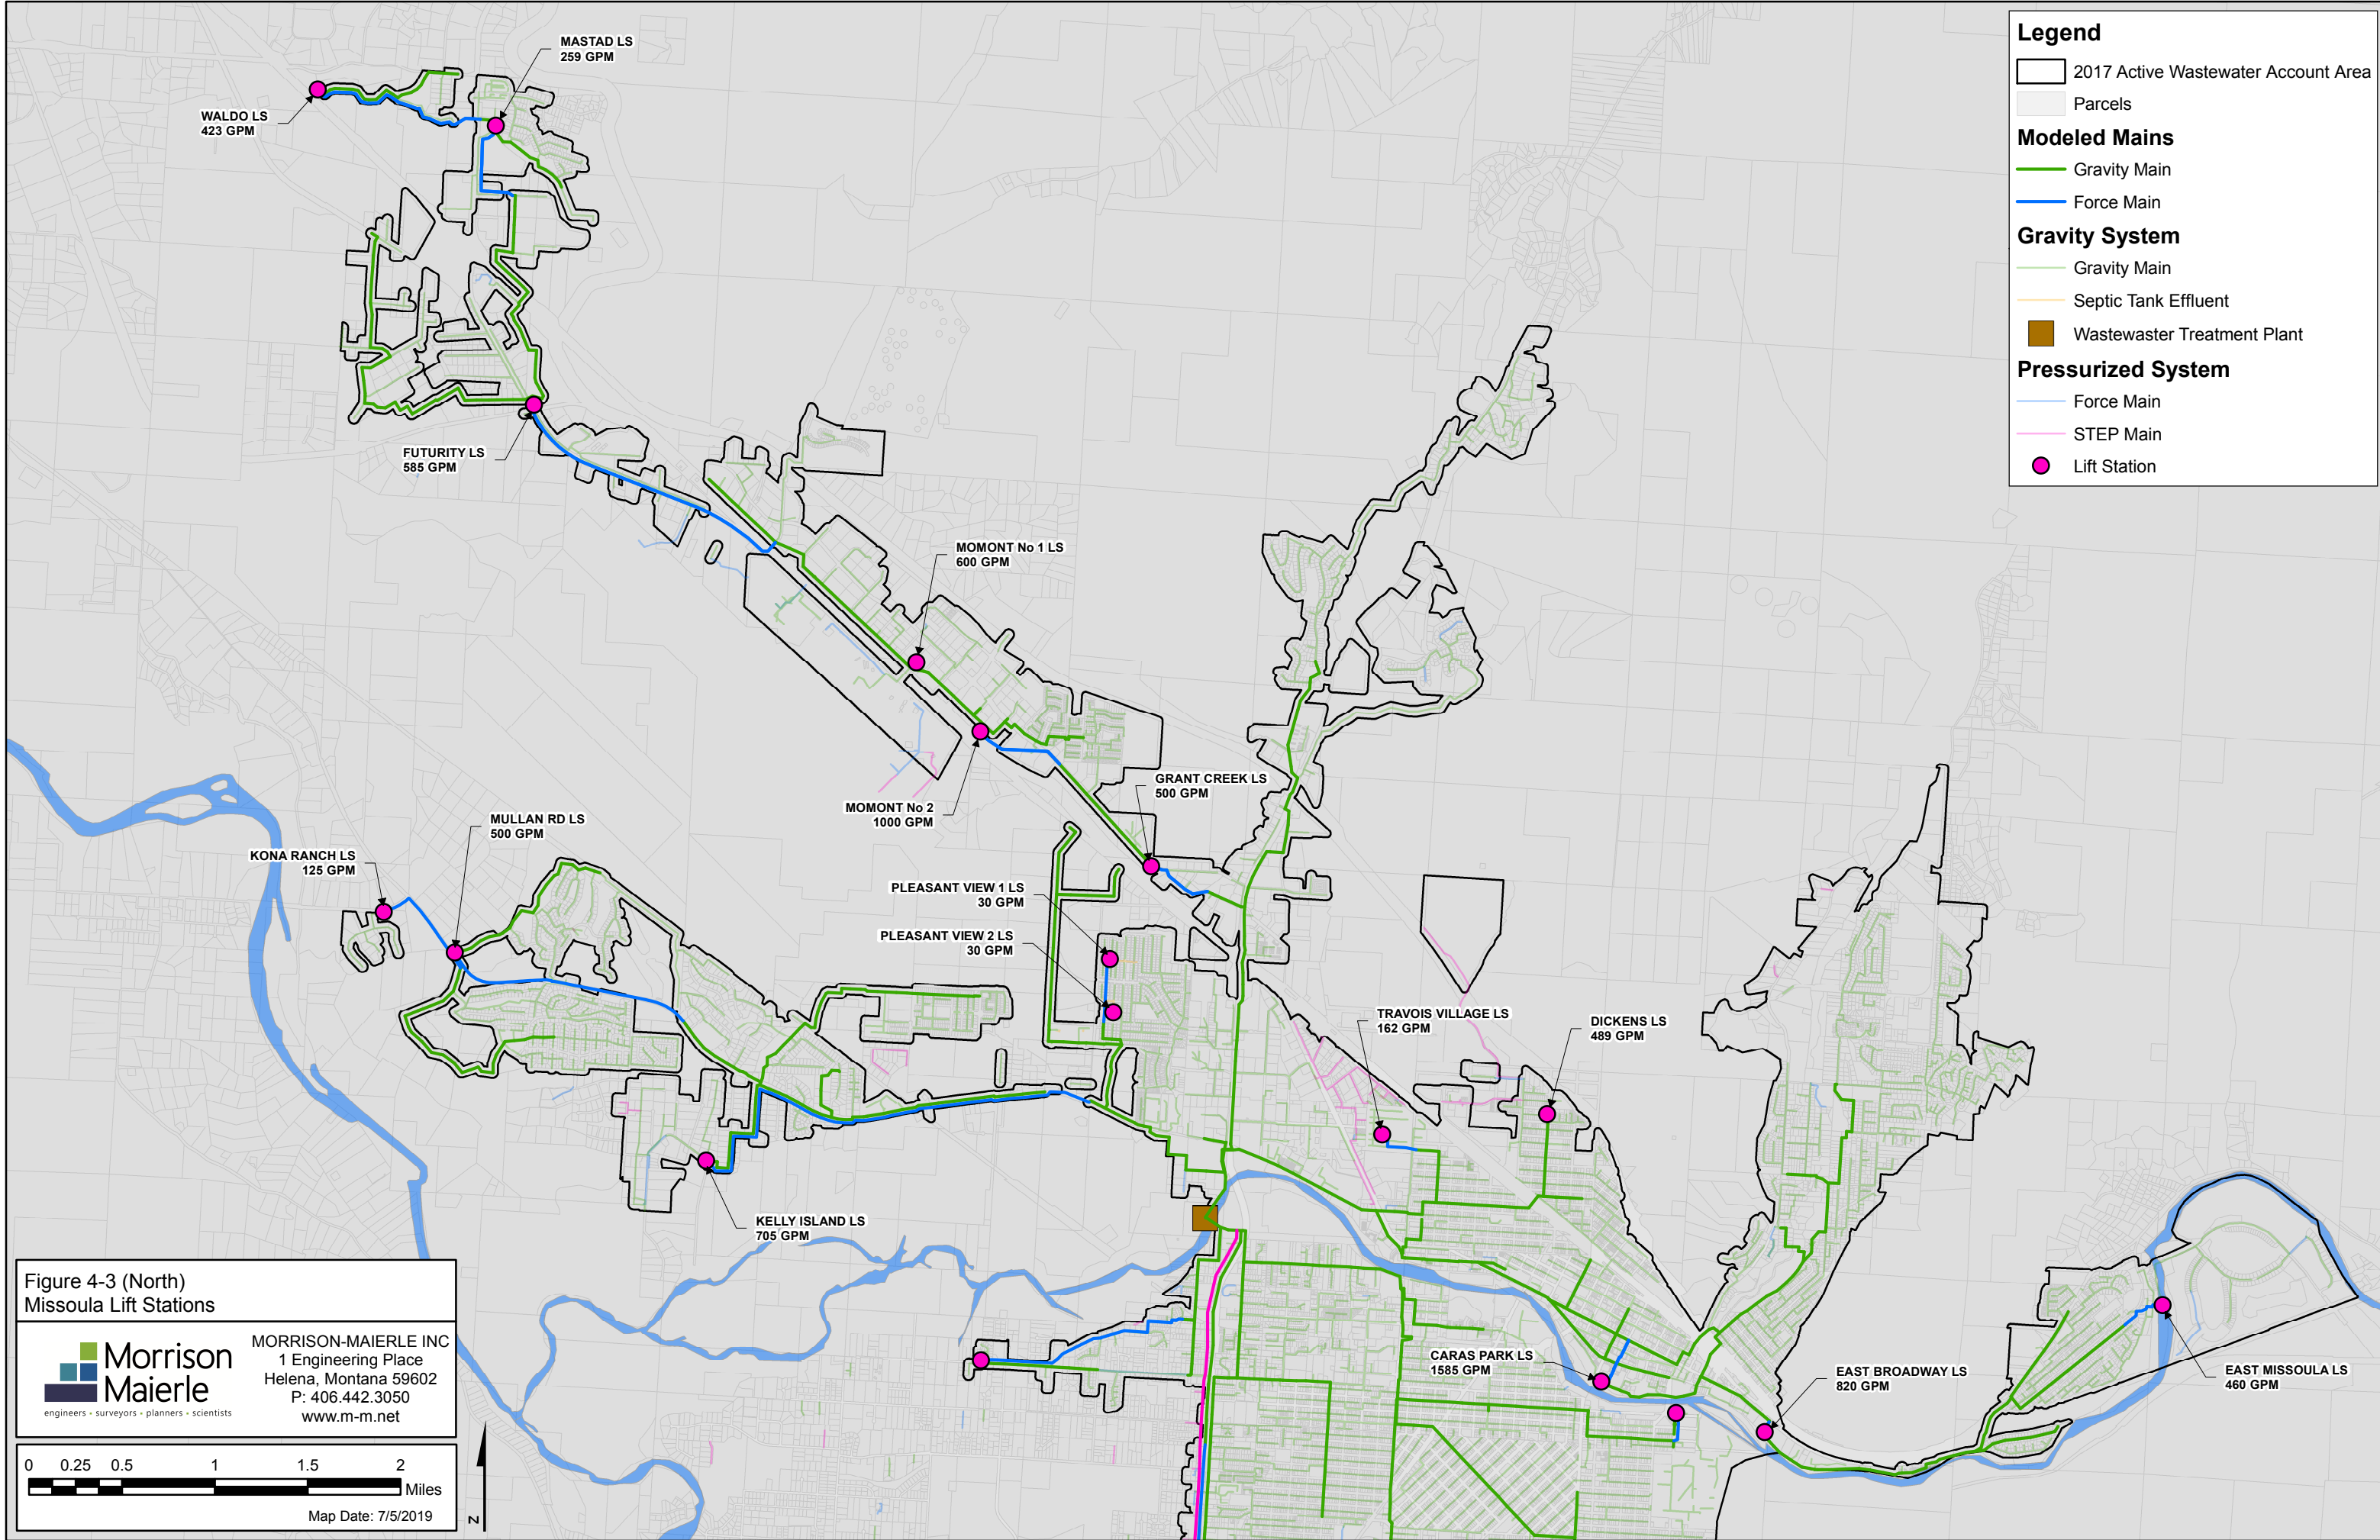 MASTAD LS
259 GPM
WALDO LS
423 GPM
FUTURITY LS
585 GPM
MOMONT No 1 LS
600 GPM
MOMONT No 2
1000 GPM
GRANT CREEK LS
500 GPM
MULLAN RD LS
500 GPM
KONA RANCH LS
125 GPM
PLEASANT VIEW 1 LS
30 GPM
PLEASANT VIEW 2 LS
30 GPM
TRAVOIS VILLAGE LS
162 GPM
DICKENS LS
489 GPM
KELLY ISLAND LS
705 GPM
CARAS PARK LS
1585 GPM
EAST BROADWAY LS
820 GPM
EAST MISSOULA LS
460 GPM
Legend
2017 Active Wastewater Account Area
Parcels
Modeled Mains
Gravity Main
Force Main
Gravity System
Gravity Main
Septic Tank Effluent
Wastewaster Treatment Plant
Pressurized System
Force Main
STEP Main
Lift Station
Figure 4-3 (North)
Missoula Lift Stations
Morrison
Maierle
engineers - surveyors - planners - scientists
MORRISON-MAIERLE INC
1 Engineering Place
Helena, Montana 59602
P: 406.442.3050
www.m-m.net
0 0.25 0.5 1 1.5 2
Miles
Map Date: 7/5/2019
N